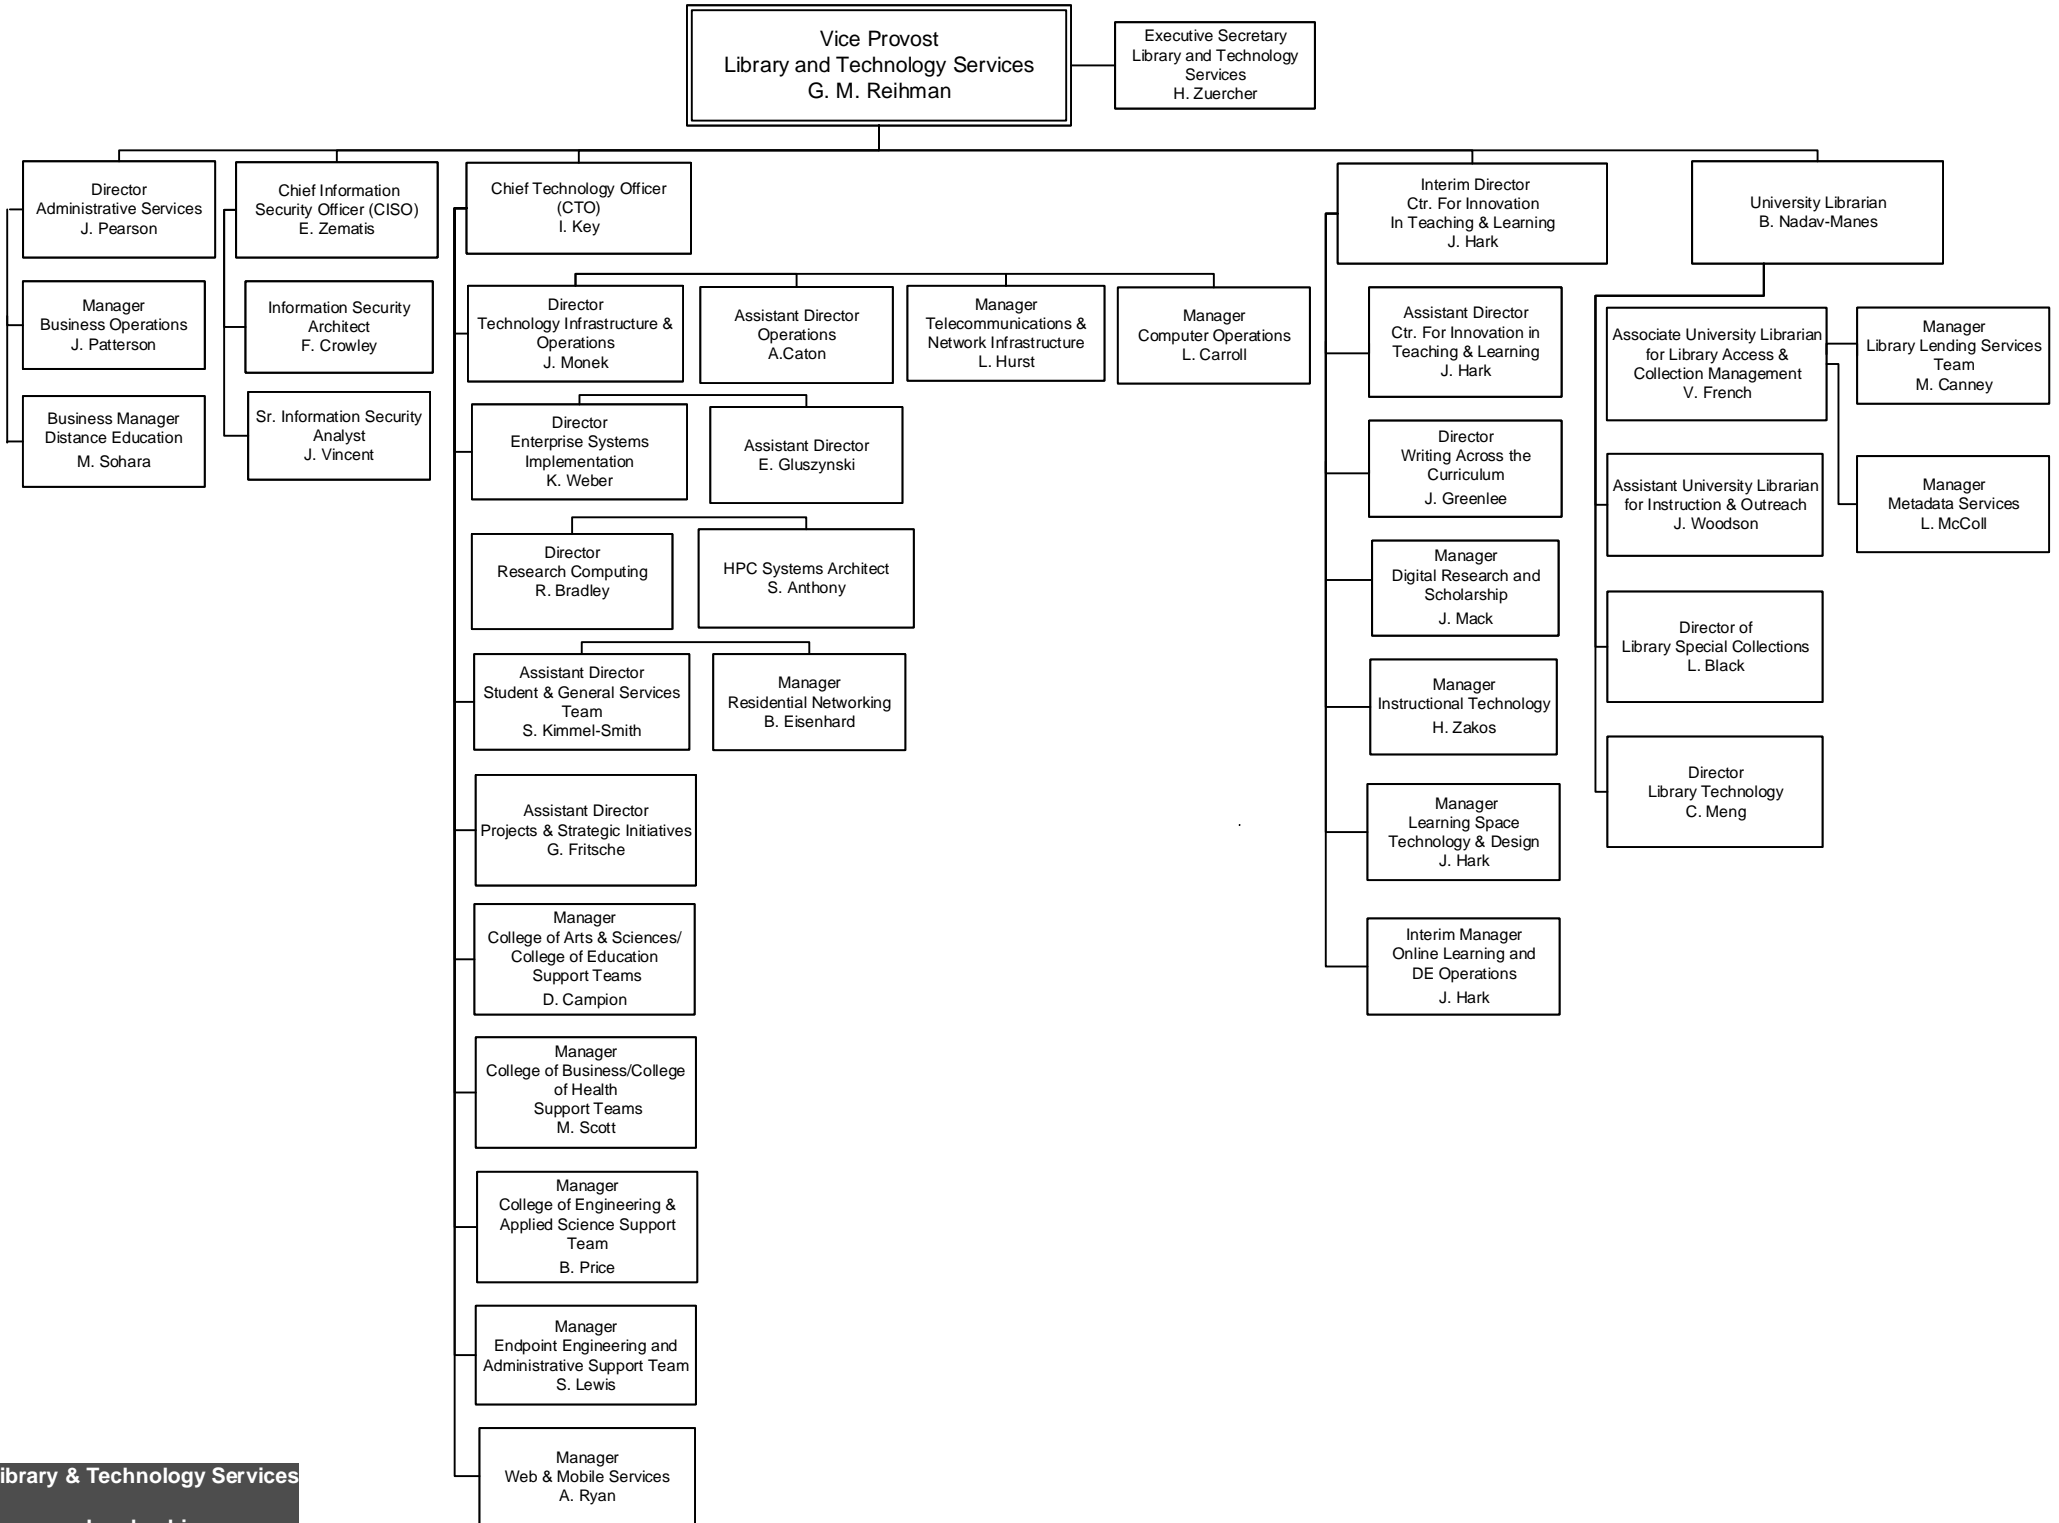 Vice Provost
Library and Technology Services
G. M. Reihman
Executive Secretary
Library and Technology
Services
H. Zuercher
Director
Administrative Services
J. Pearson
Manager
Business Operations
J. Patterson
Business Manager
Distance Education
M. Sohara
Chief Information
Security Officer (CISO)
E. Zematis
Information Security
Architect
F. Crowley
Sr. Information Security
Analyst
J. Vincent
Chief Technology Officer
(CTO)
I. Key
Director
Technology Infrastructure &
Operations
J. Monek
Assistant Director
Operations
A.Caton
Manager
Telecommunications &
Network Infrastructure
L. Hurst
Manager
Computer Operations
L. Carroll
Director
Enterprise Systems
Implementation
K. Weber
Assistant Director
E. Gluszynski
Director
Research Computing
R. Bradley
HPC Systems Architect
S. Anthony
Assistant Director
Student & General Services
Team
S. Kimmel-Smith
Manager
Residential Networking
B. Eisenhard
Assistant Director
Projects & Strategic Initiatives
G. Fritsche
Manager
College of Arts & Sciences/
College of Education
Support Teams
D. Campion
Manager
College of Business/College
of Health
Support Teams
M. Scott
Manager
College of Engineering &
Applied Science Support
Team
B. Price
Manager
Endpoint Engineering and
Administrative Support Team
S. Lewis
Manager
Web & Mobile Services
A. Ryan
Interim Director
Ctr. For Innovation
In Teaching & Learning
J. Hark
Assistant Director
Ctr. For Innovation in
Teaching & Learning
J. Hark
Director
Writing Across the
Curriculum
J. Greenlee
Manager
Digital Research and
Scholarship
J. Mack
Manager
Instructional Technology
H. Zakos
Manager
Learning Space
Technology & Design
J. Hark
Interim Manager
Online Learning and
DE Operations
J. Hark
University Librarian
B. Nadav-Manes
Associate University Librarian
for Library Access &
Collection Management
V. French
Manager
Library Lending Services
Team
M. Canney
Manager
Metadata Services
L. McColl
Assistant University Librarian
for Instruction & Outreach
J. Woodson
Director of
Library Special Collections
L. Black
Director
Library Technology
C. Meng
ibrary & Technology Services